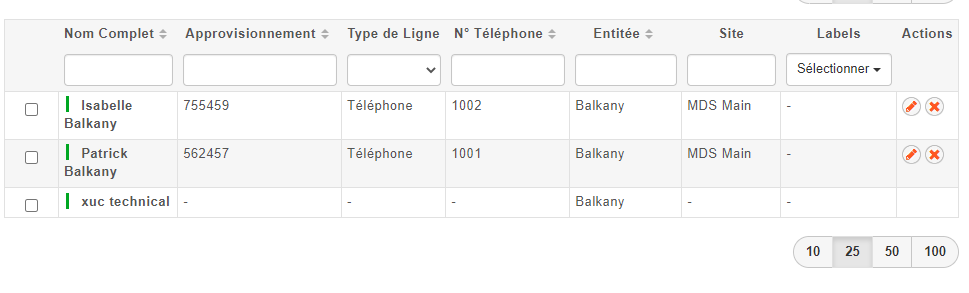 Nom Complet Approvisionnement Type de Ligne N° Téléphone Entitée Site Labels Actions
Sélectionner
Isabelle Balkany 755459 Téléphone 1002 Balkany MDS Main -
Patrick Balkany 562457 Téléphone 1001 Balkany MDS Main -
xuc technical - - - Balkany - -
10 25 50 100